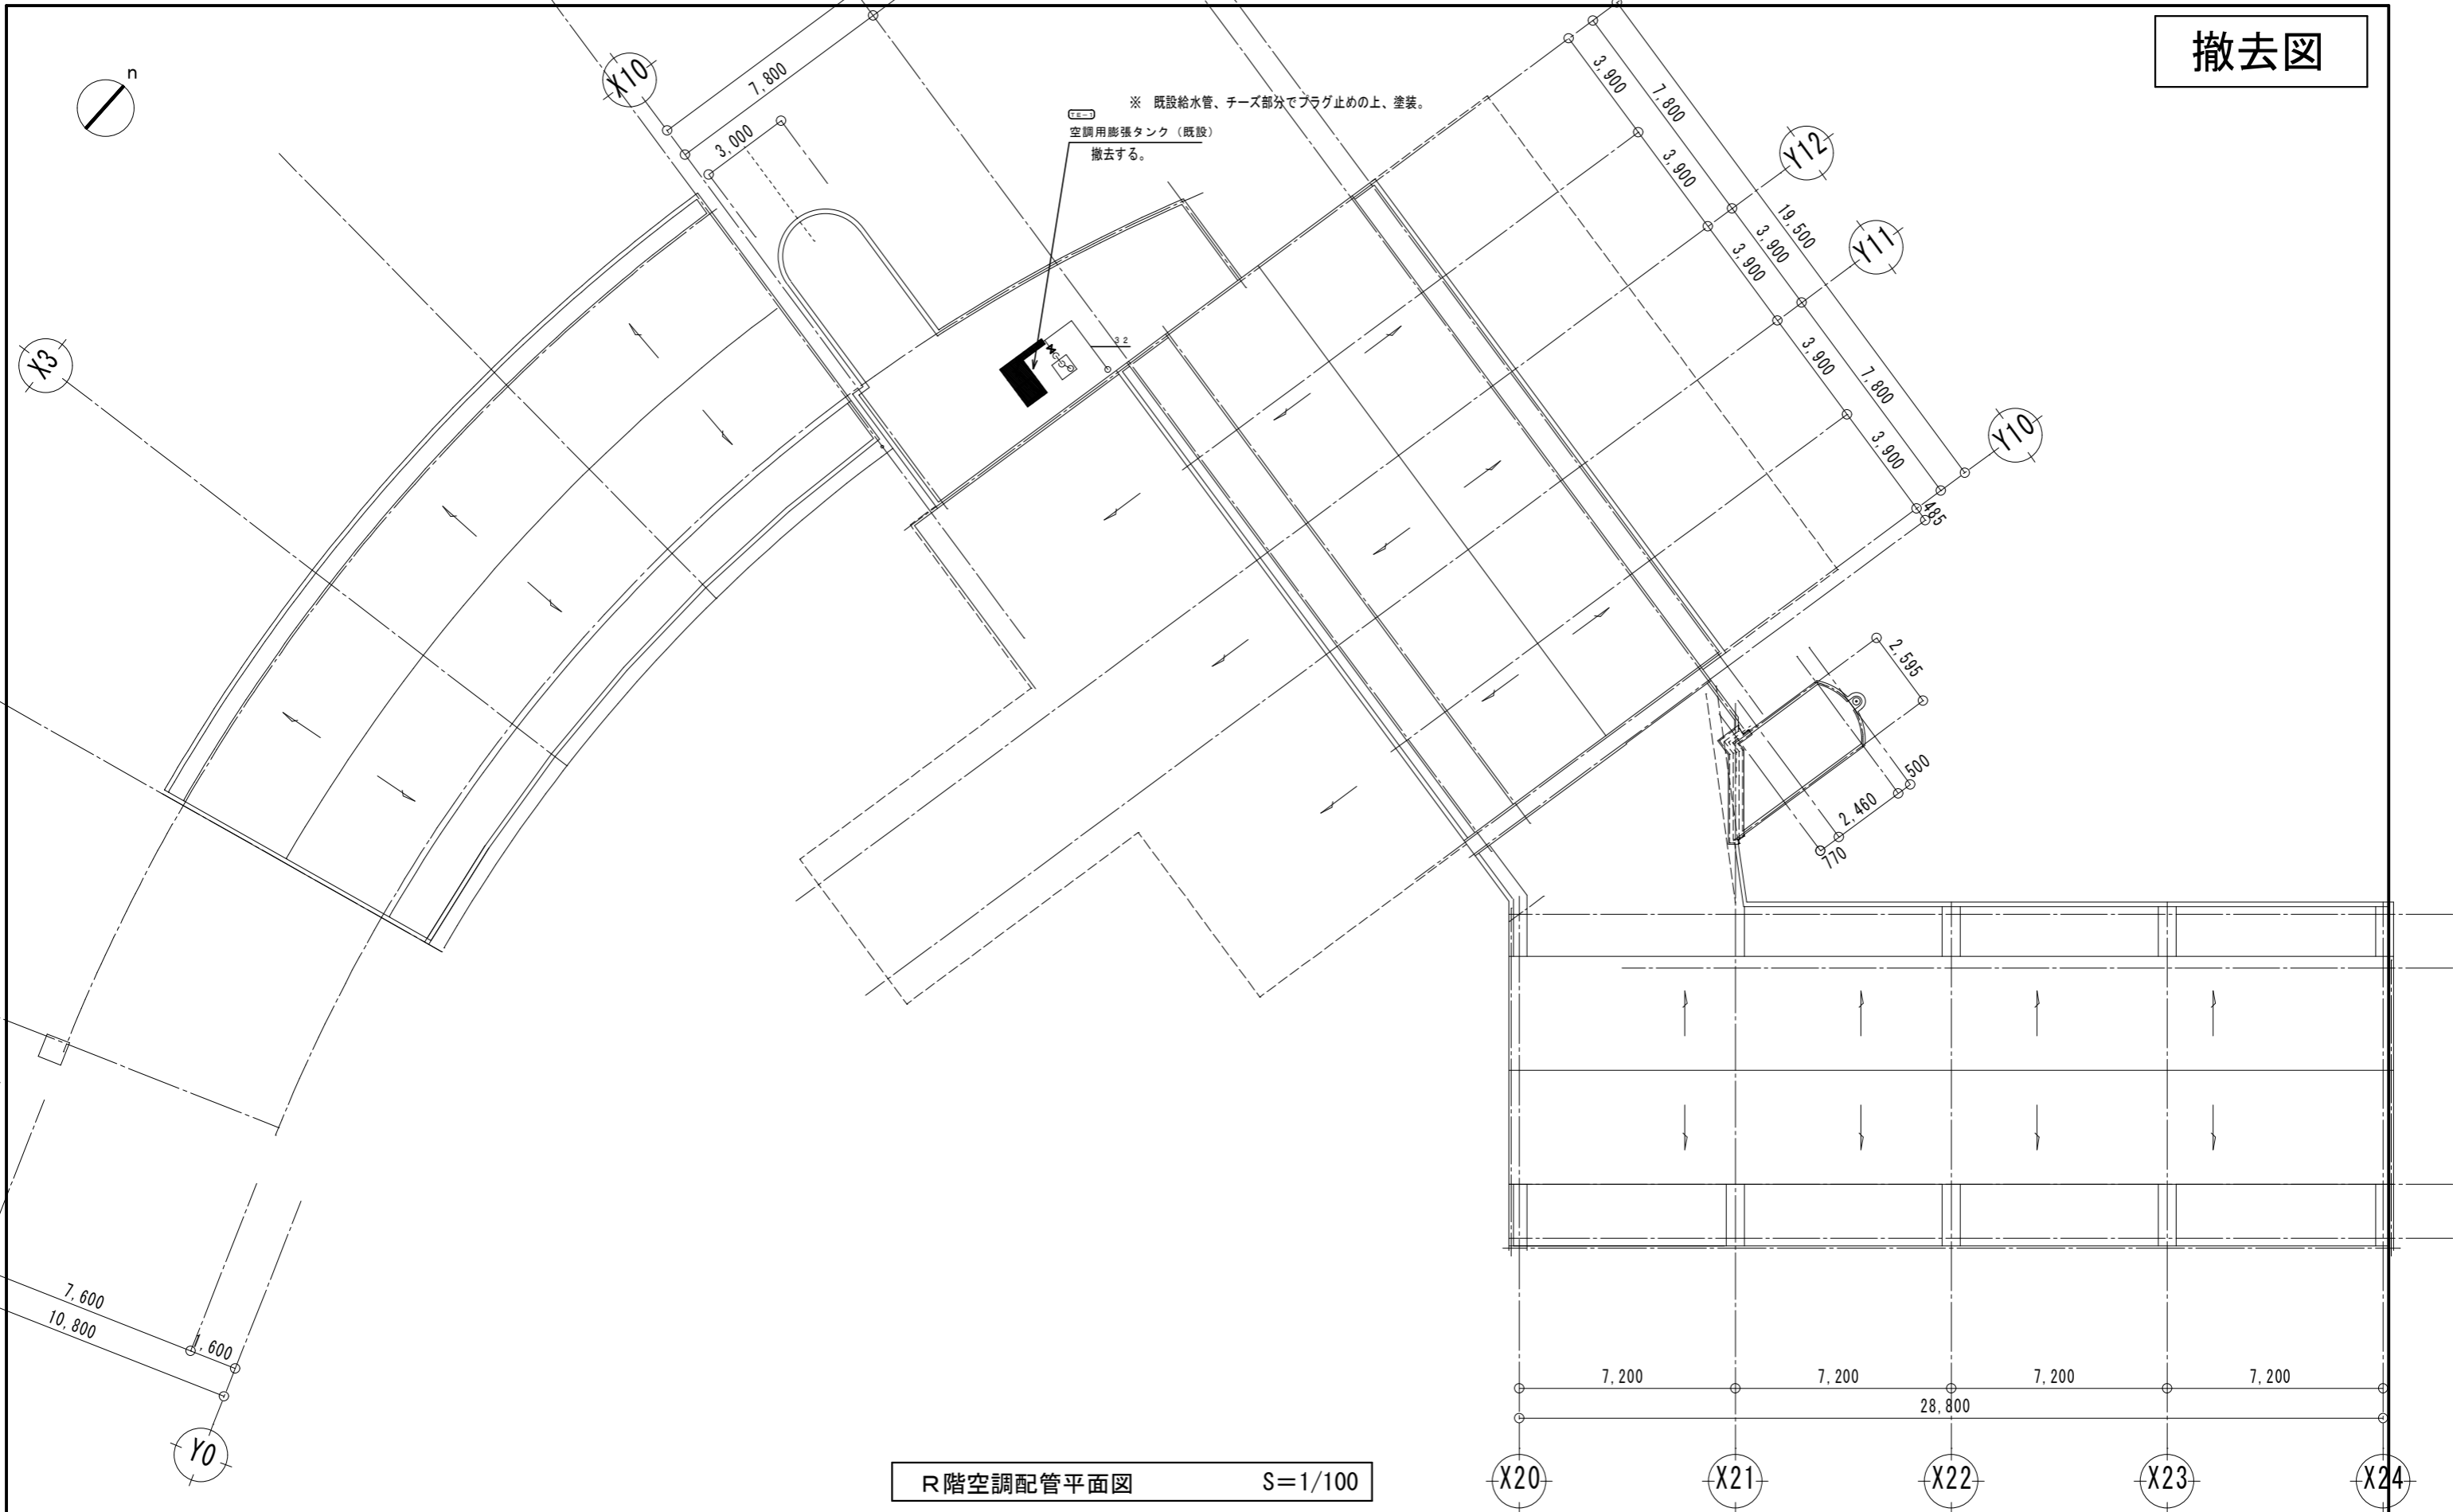 撤去図
n
X10
7,800
3,000
※ 既設給水管、チーズ部分でプラグ止めの上、塗装。
TE-1
空調用膨張タンク（既設）
撤去する。
32
3,900
7,800
Y12
3,900
19,500
3,900
Y11
3,900
3,900
7,800
Y10
3,900
485
X3
2,595
500
2,460
770
7,600
10,800
1,600
Y0
7,200
7,200
7,200
7,200
28,800
R階空調配管平面図 S=1/100
X20
X21
X22
X23
X24